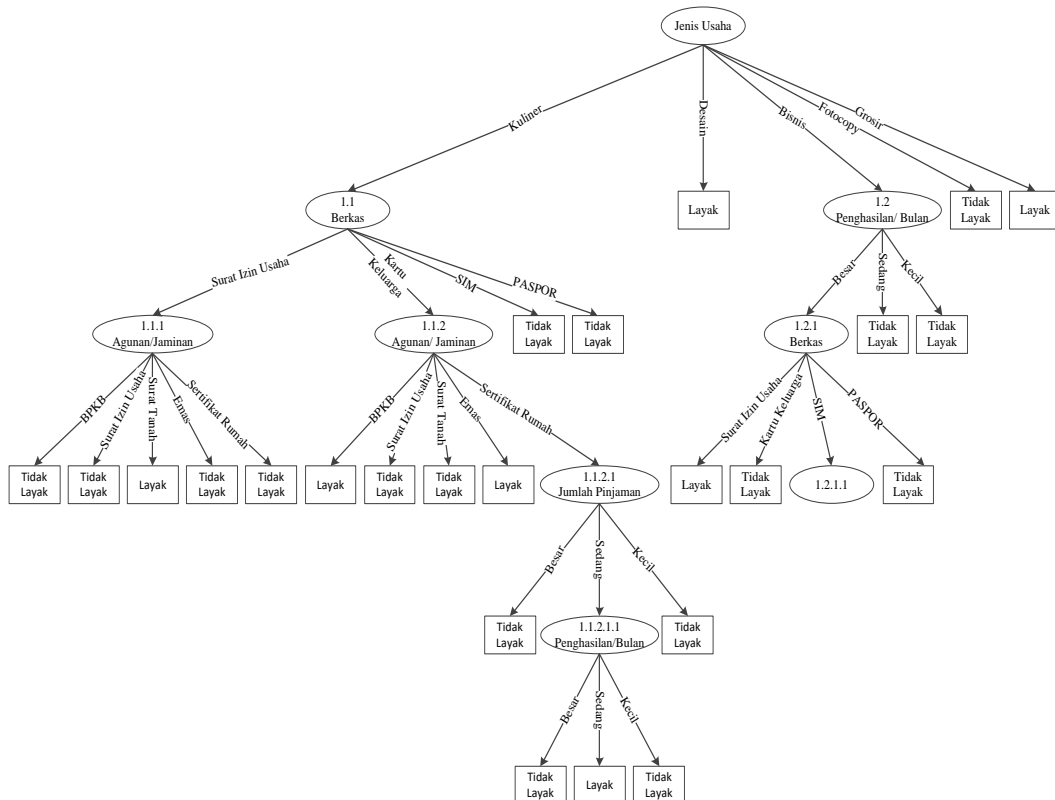 Jenis Usaha
Kuliner
Desain
Bisnis
Fotocopy
Grosir
1.1
Berkas
Layak
1.2
Penghasilan/ Bulan
Tidak
Layak
Layak
Surat Izin Usaha
Kartu
Keluarga
SIM
PASPOR
Besar
Sedang
Kecil
1.1.1
Agunan/Jaminan
1.1.2
Agunan/ Jaminan
Tidak
Layak
Tidak
Layak
1.2.1
Berkas
Tidak
Layak
Tidak
Layak
BPKB
Surat Izin Usaha
Surat Tanah
Emas
Sertifikat Rumah
BPKB
Surat Izin Usaha
Surat Tanah
Emas
Sertifikat Rumah
Surat Izin Usaha
Kartu Keluarga
SIM
PASPOR
Tidak
Layak
Tidak
Layak
Layak
Tidak
Layak
Tidak
Layak
Layak
Tidak
Layak
Tidak
Layak
Layak
1.1.2.1
Jumlah Pinjaman
Layak
Tidak
Layak
1.2.1.1
Tidak
Layak
Besar
Sedang
Kecil
Tidak
Layak
1.1.2.1.1
Penghasilan/Bulan
Tidak
Layak
Besar
Sedang
Kecil
Tidak
Layak
Layak
Tidak
Layak